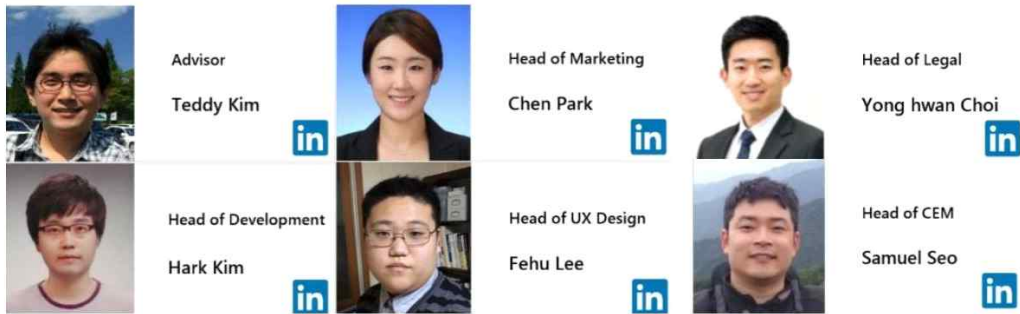 Advisor
Teddy Kim
in
Head of Marketing
Chen Park
in
Head of Legal
Yong hwan Choi
in
Head of Development
Hark Kim
in
Head of UX Design
Fehu Lee
in
Head of CEM
Samuel Seo
in